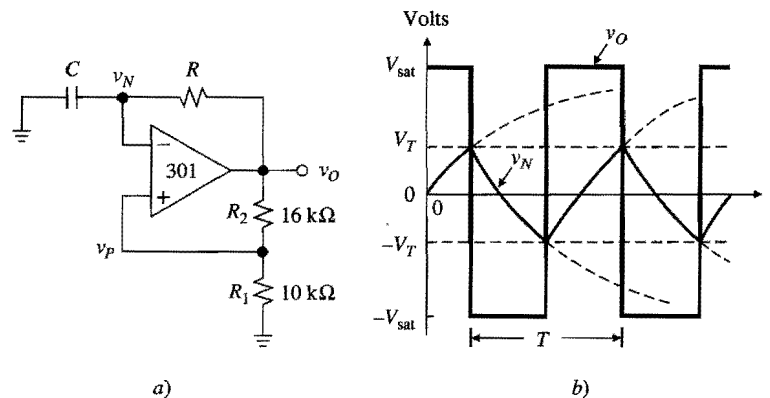 Volts
C
v_N
R
301
−
+
v_O
R_2 16 kΩ
v_P
R_1 10 kΩ
a)
v_O
V_sat
V_T
v_N
0
0
−V_T
−V_sat
T
b)